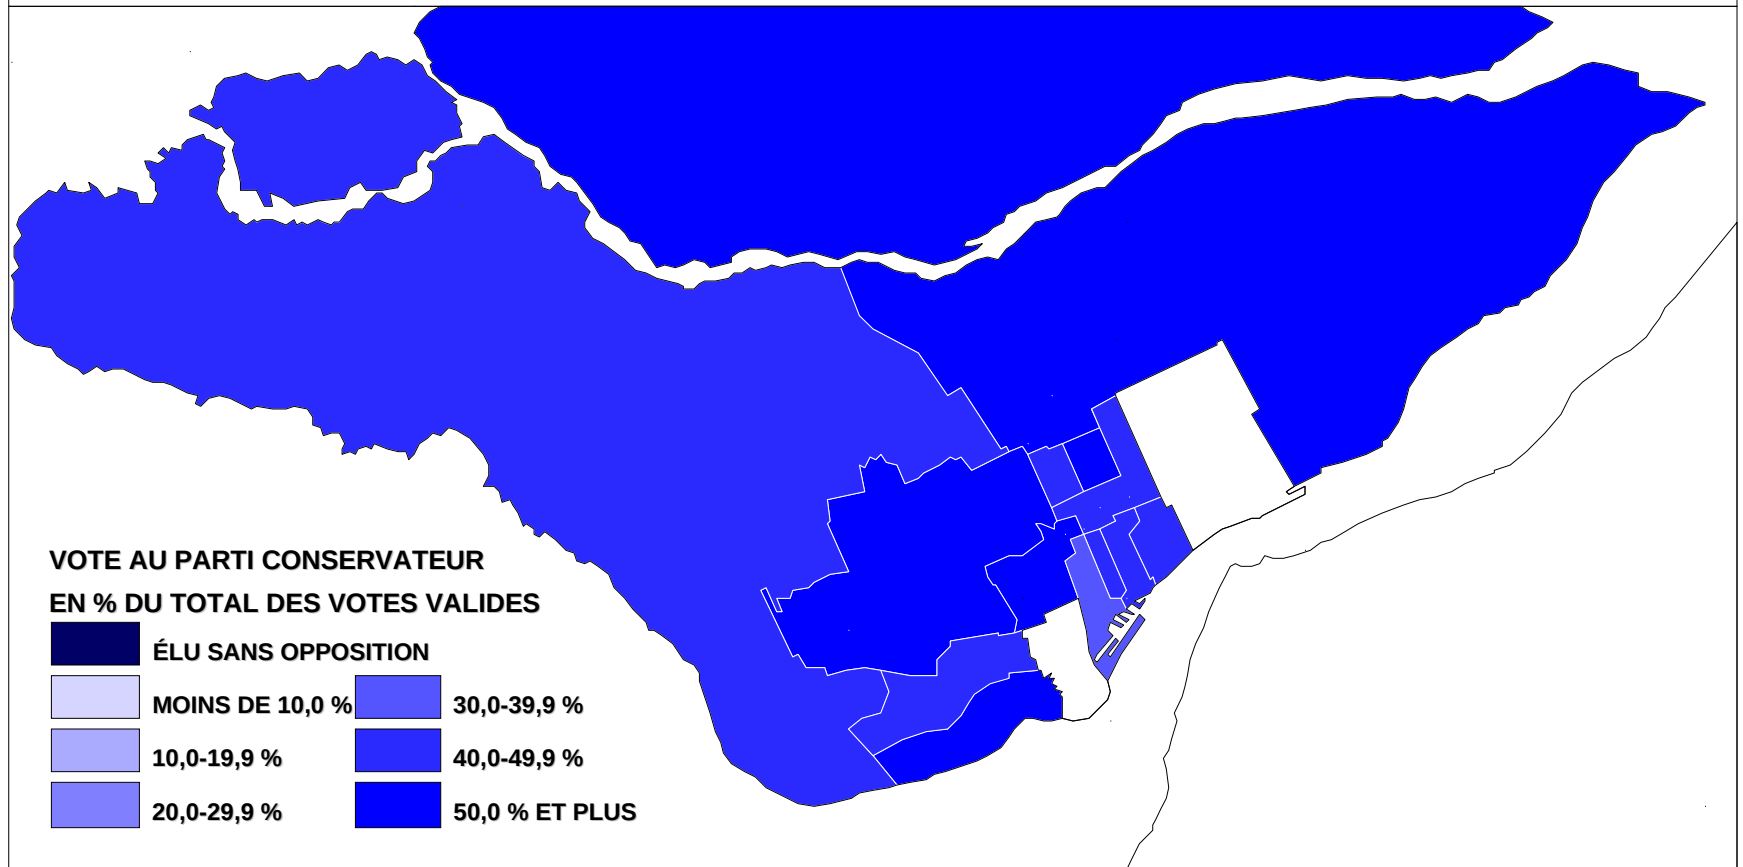 VOTE AU PARTI CONSERVATEUR
EN % DU TOTAL DES VOTES VALIDES
ÉLU SANS OPPOSITION
MOINS DE 10,0 %
10,0-19,9 %
20,0-29,9 %
30,0-39,9 %
40,0-49,9 %
50,0 % ET PLUS